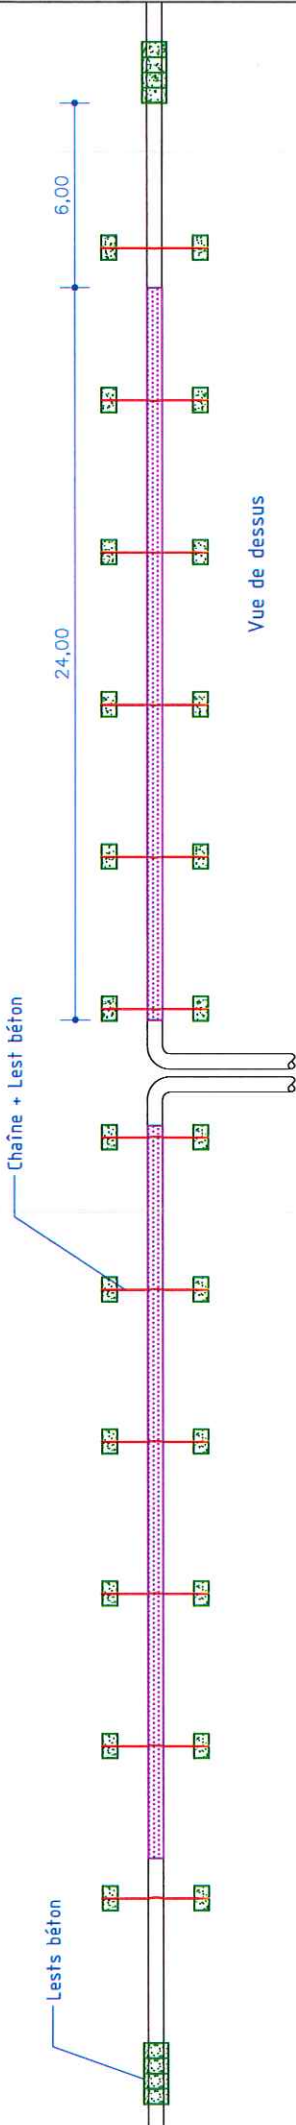 Lests béton
Chaîne + Lest béton
24,00
6,00
Vue de dessus